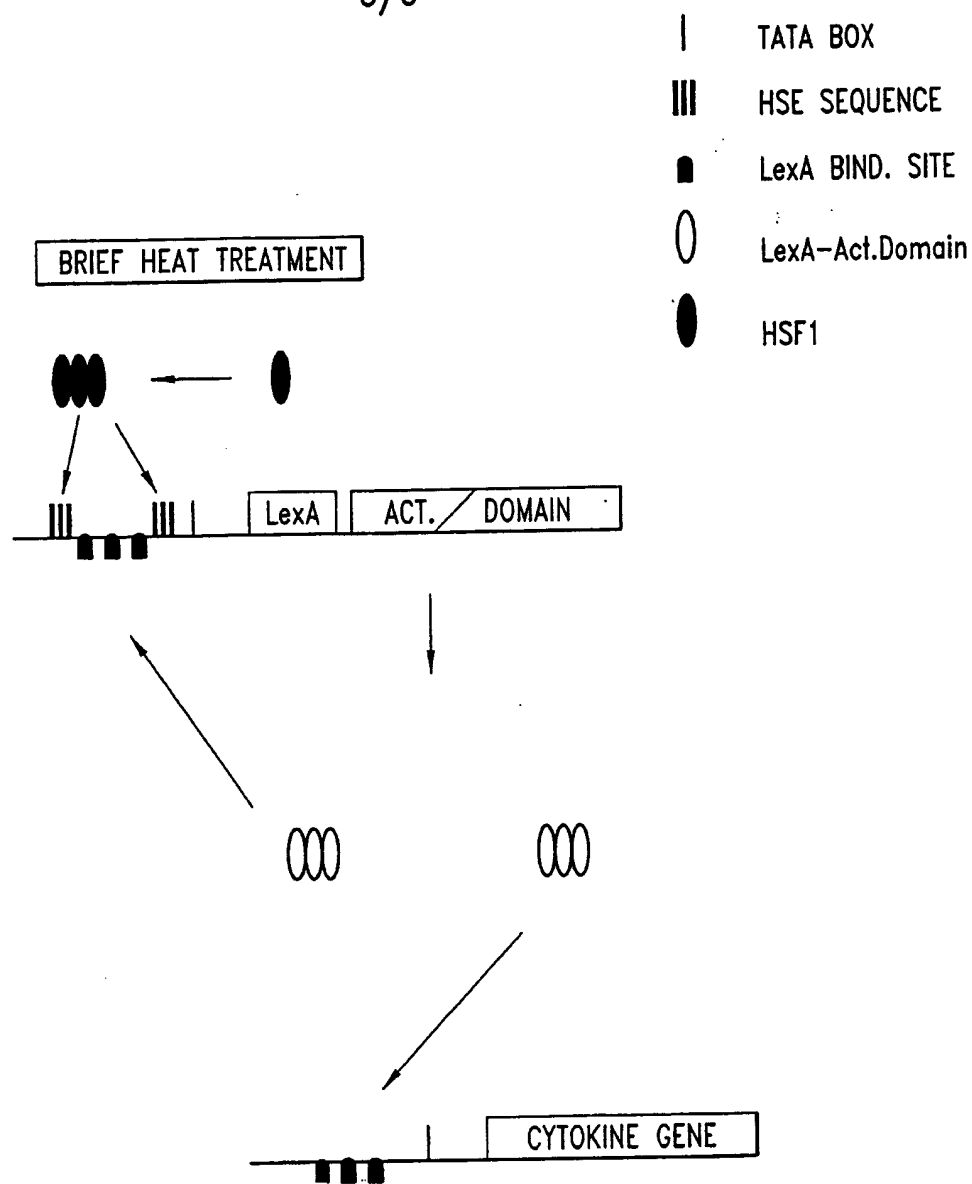 TATA BOX
HSE SEQUENCE
LexA BIND. SITE
LexA-Act.Domain
HSF1
BRIEF HEAT TREATMENT
LexA
ACT. / DOMAIN
CYTOKINE GENE